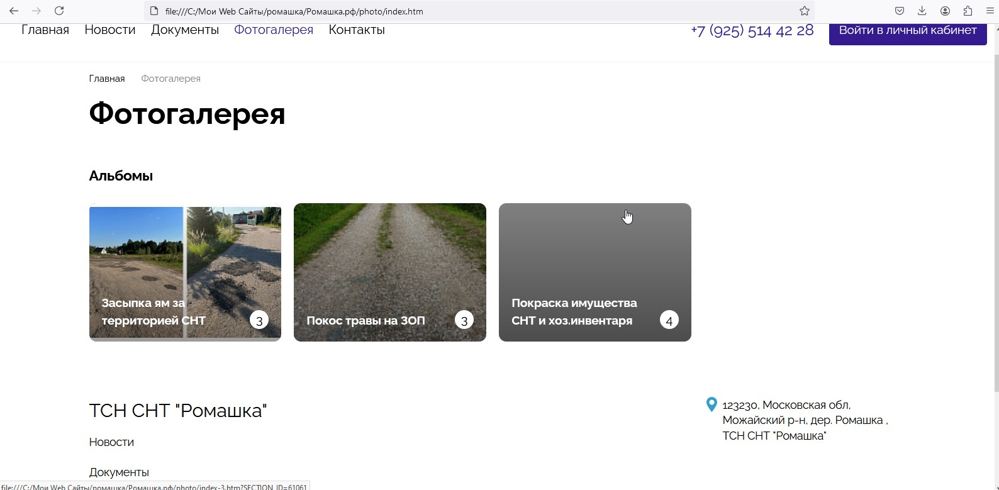 file:///C:/Мои Web Сайты/ромашка/Ромашка.рф/photo/index.htm
Главная Новости Документы Фотогалерея Контакты +7 (925) 514 42 28 Войти в личный кабинет
Главная Фотогалерея
Фотогалерея
Альбомы
Засыпка ям за
территорией СНТ 3
Покос травы на ЗОП 3
Покраска имущества
СНТ и хоз.инвентаря 4
ТСН СНТ "Ромашка"
Новости
Документы
123230, Московская обл,
Можайский р-н, дер. Ромашка ,
ТСН СНТ "Ромашка"
file:///C:/Мои Web Сайты/ромашка/Ромашка.рф/photo/index-3.htm?SECTION_ID=61061